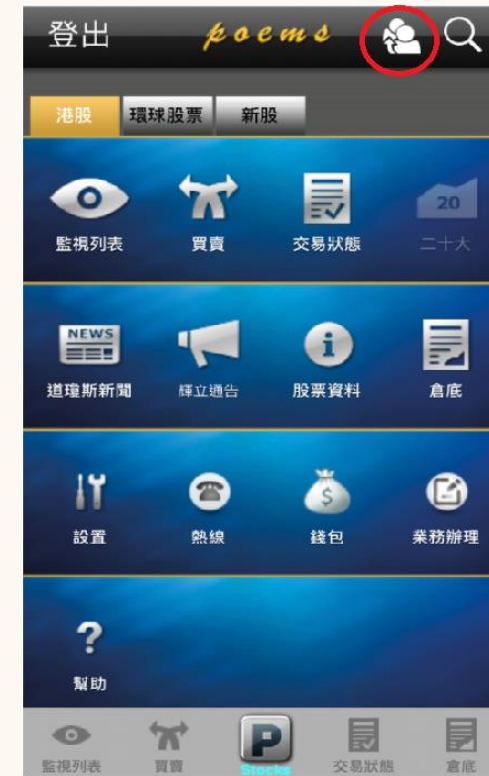 登出 poems
港股 環球股票 新股
監視列表 買賣 交易狀態 20 二十大
NEWS
道瓊斯新聞 輝立通告 股票資料 倉底
設置 熱線 錢包 業務辦理
幫助
監視列表 買賣 P Stocks 交易狀態 倉底